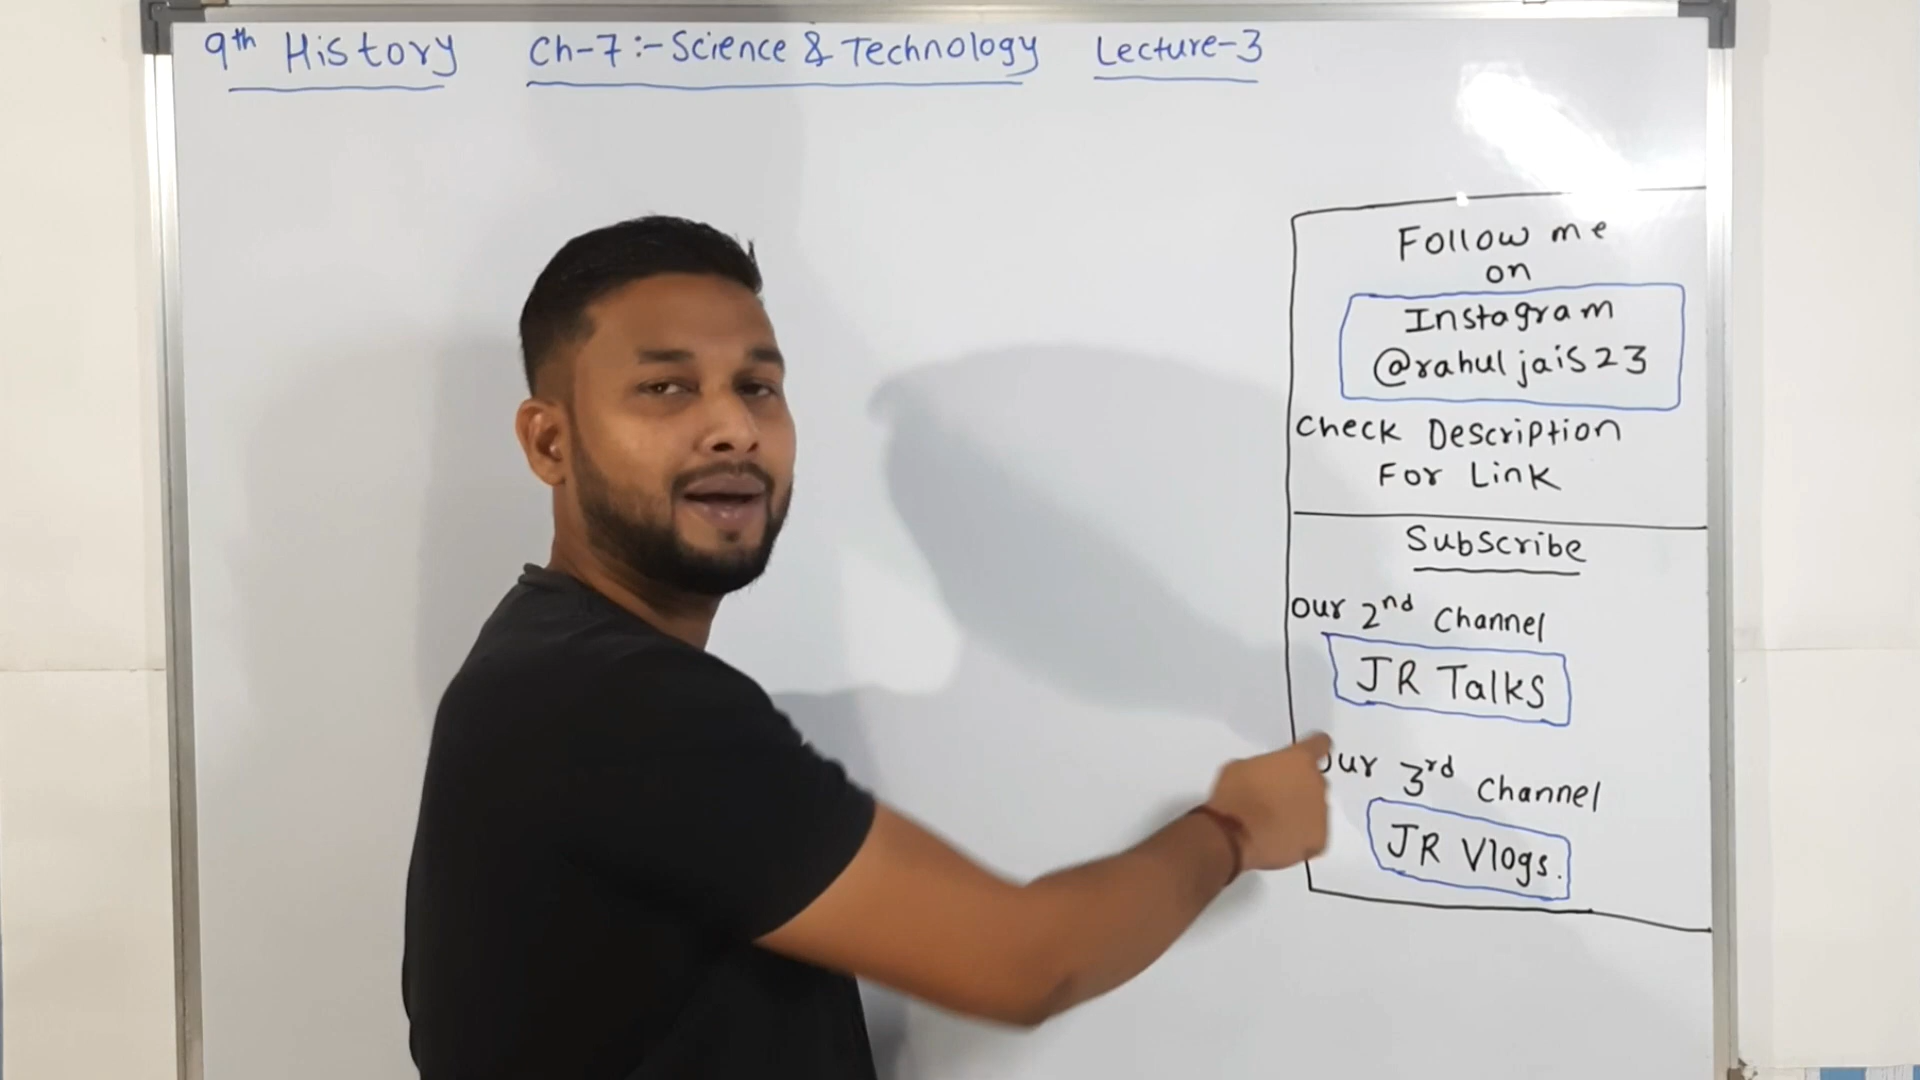 9th History Ch-7:- Science & Technology Lecture-3
Follow me
on
Instagram
@rahuljais23
Check Description
For Link
Subscribe
Our 2nd Channel
JR Talks
Our 3rd Channel
JR Vlogs.